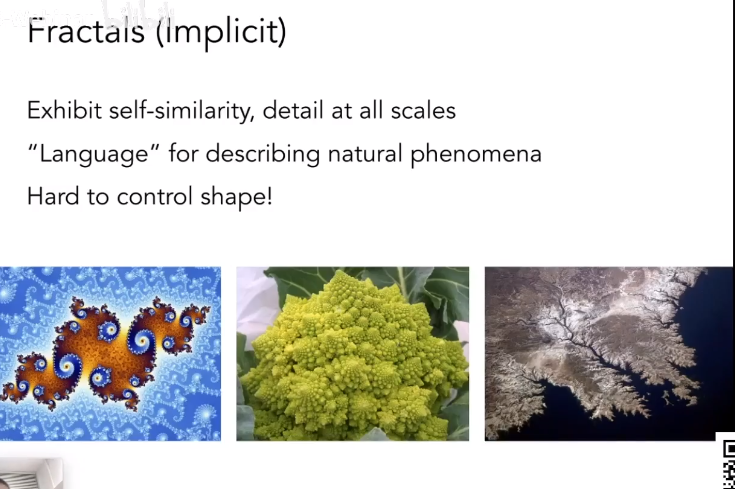 Fractals (Implicit)
Exhibit self-similarity, detail at all scales
“Language” for describing natural phenomena
Hard to control shape!